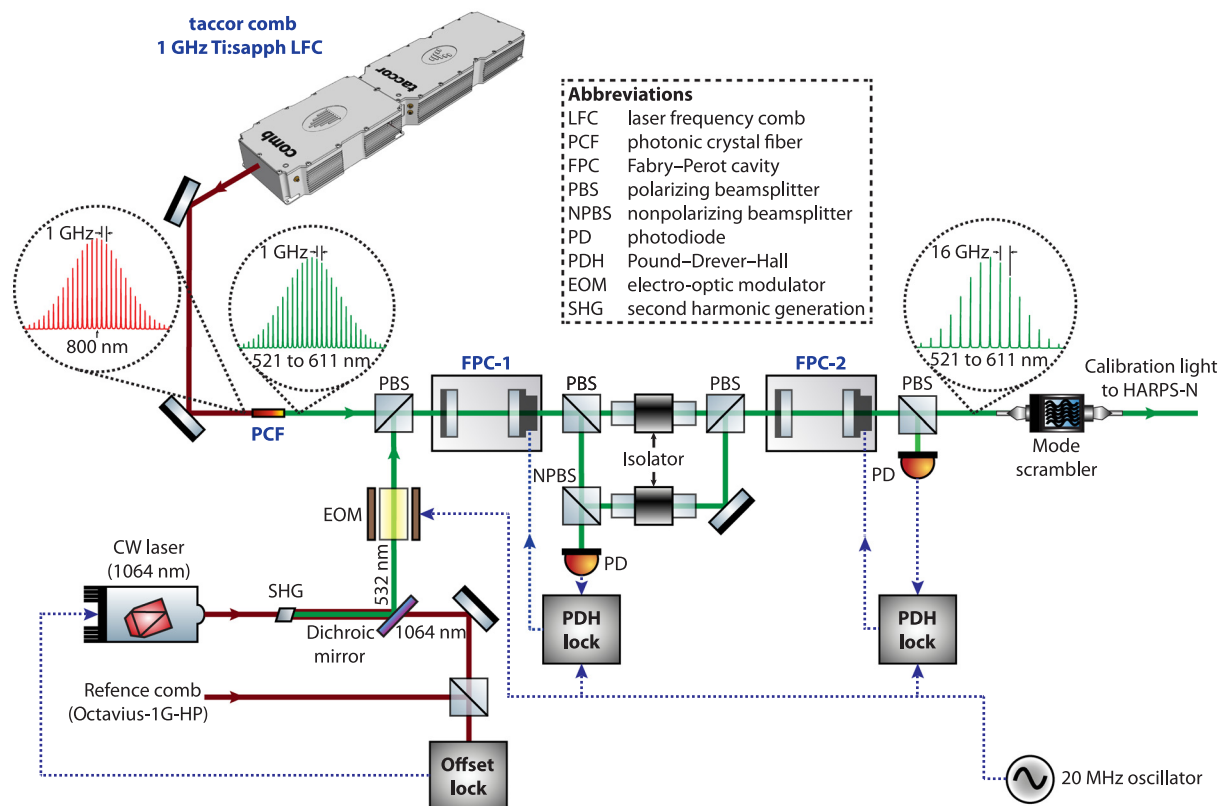 taccor comb
1 GHz Ti:sapph LFC
taccor
comb
Abbreviations
LFC laser frequency comb
PCF photonic crystal fiber
FPC Fabry–Perot cavity
PBS polarizing beamsplitter
NPBS nonpolarizing beamsplitter
PD photodiode
PDH Pound–Drever–Hall
EOM electro-optic modulator
SHG second harmonic generation
1 GHz
800 nm
1 GHz
521 to 611 nm
16 GHz
521 to 611 nm
PCF
PBS
FPC-1
PBS
Isolator
PBS
FPC-2
PBS
Calibration light
to HARPS-N
Mode
scrambler
NPBS
PD
PD
EOM
532 nm
CW laser
(1064 nm)
SHG
Dichroic
mirror
1064 nm
PDH
lock
PDH
lock
Refence comb
(Octavius-1G-HP)
Offset
lock
20 MHz oscillator